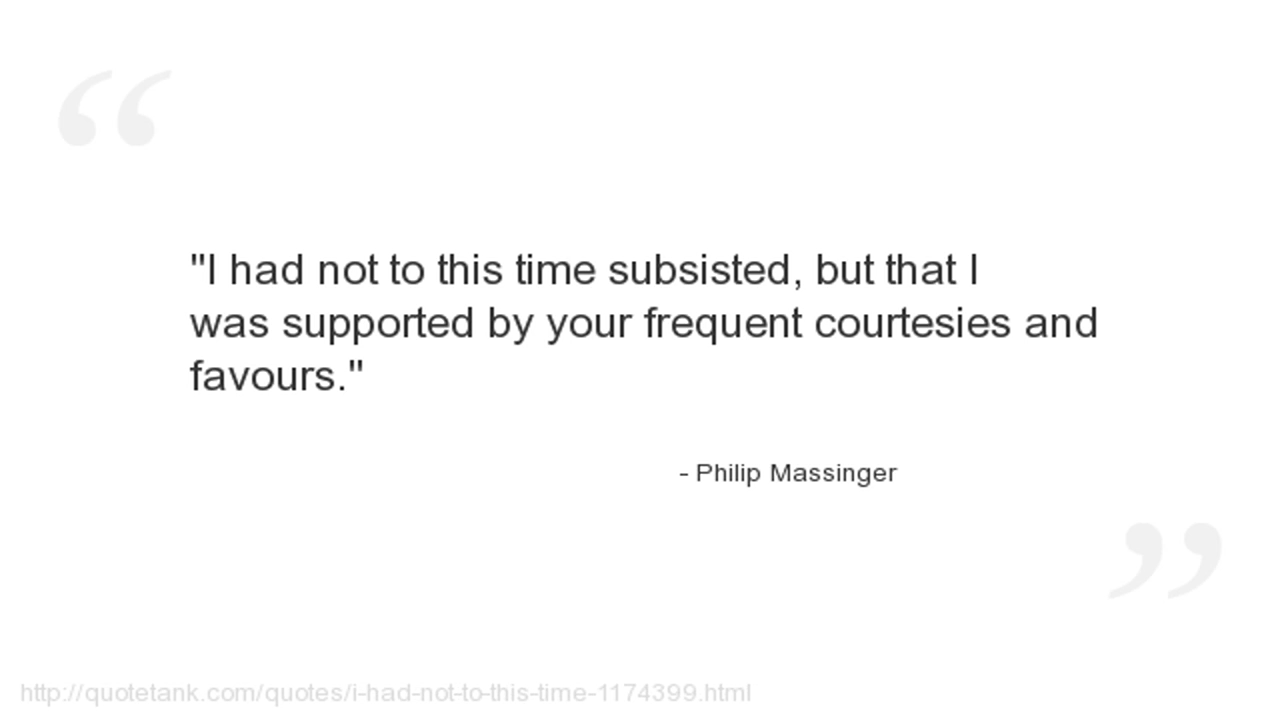 "I had not to this time subsisted, but that I
was supported by your frequent courtesies and
favours."
- Philip Massinger
http://quotetank.com/quotes/i-had-not-to-this-time-1174399.html